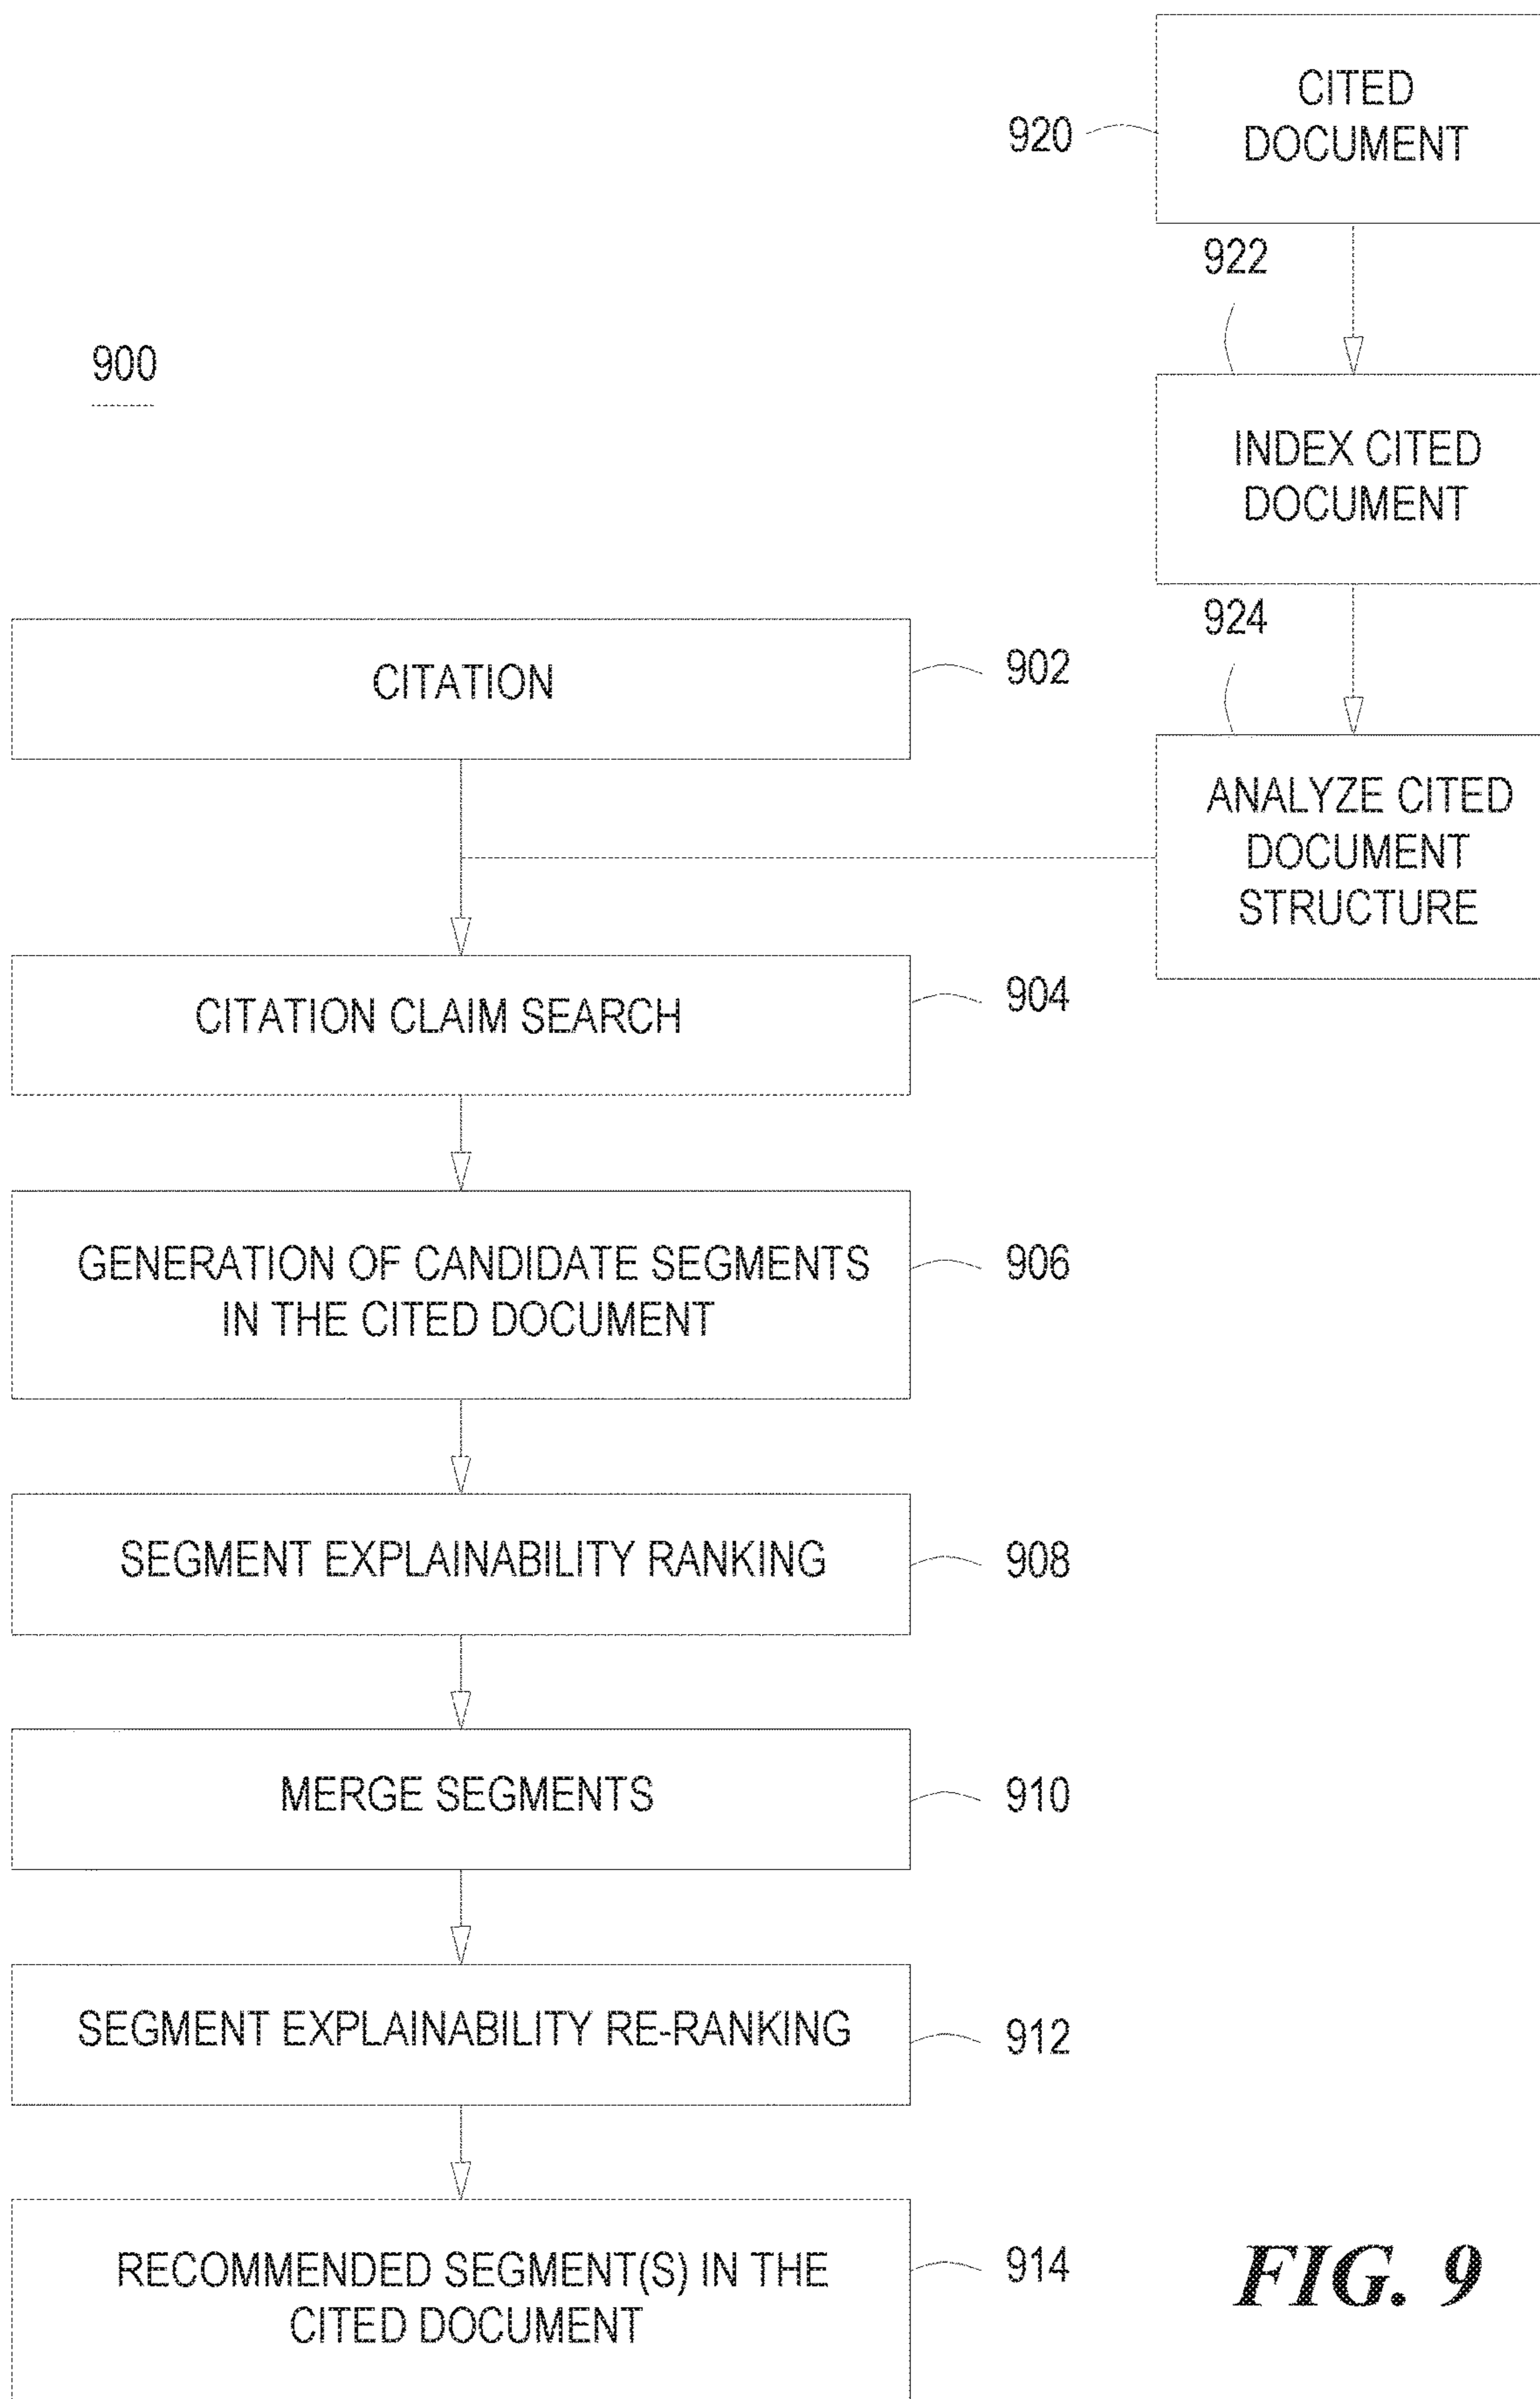 CITED
DOCUMENT
920
922
900
INDEX CITED
DOCUMENT
924
CITATION
902
ANALYZE CITED
DOCUMENT
STRUCTURE
CITATION CLAIM SEARCH
904
GENERATION OF CANDIDATE SEGMENTS
IN THE CITED DOCUMENT
906
SEGMENT EXPLAINABILITY RANKING
908
MERGE SEGMENTS
910
SEGMENT EXPLAINABILITY RE-RANKING
912
RECOMMENDED SEGMENT(S) IN THE
CITED DOCUMENT
914
FIG. 9